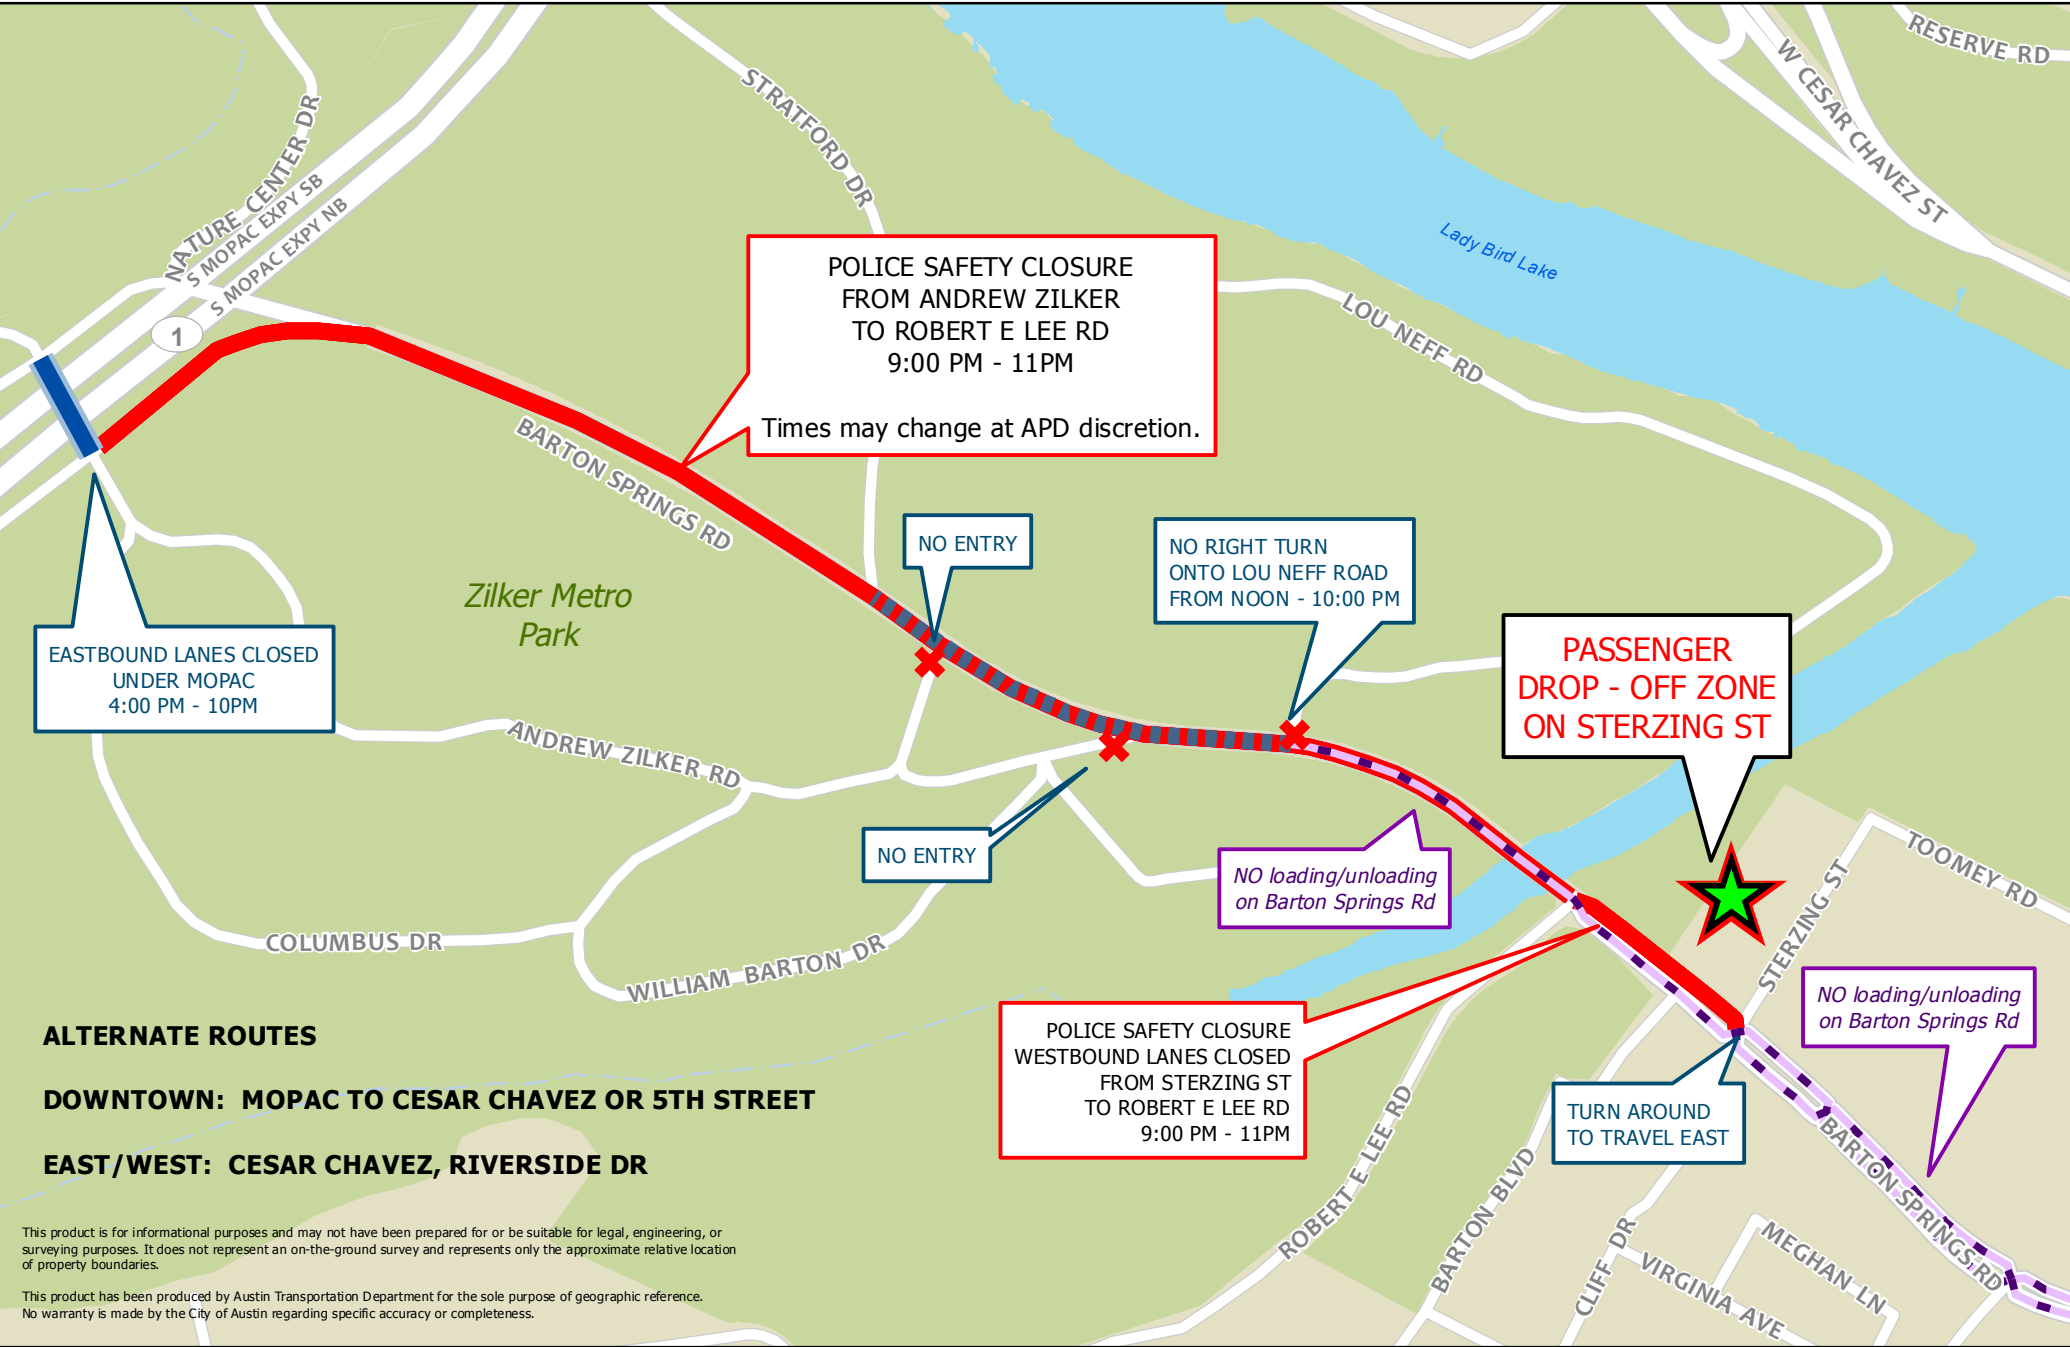 RESERVE RD
W CESAR CHAVEZ ST
STRATFORD DR
NATURE CENTER DR
S MOPAC EXPY SB
S MOPAC EXPY NB
1
Lady Bird Lake
LOU NEFF RD
POLICE SAFETY CLOSURE
FROM ANDREW ZILKER
TO ROBERT E LEE RD
9:00 PM - 11PM
Times may change at APD discretion.
BARTON SPRINGS RD
NO ENTRY
NO RIGHT TURN
ONTO LOU NEFF ROAD
FROM NOON - 10:00 PM
Zilker Metro
Park
EASTBOUND LANES CLOSED
UNDER MOPAC
4:00 PM - 10PM
PASSENGER
DROP - OFF ZONE
ON STERZING ST
ANDREW ZILKER RD
NO ENTRY
NO loading/unloading
on Barton Springs Rd
TOOMEY RD
STERZING ST
COLUMBUS DR
WILLIAM BARTON DR
NO loading/unloading
on Barton Springs Rd
POLICE SAFETY CLOSURE
WESTBOUND LANES CLOSED
FROM STERZING ST
TO ROBERT E LEE RD
9:00 PM - 11PM
TURN AROUND
TO TRAVEL EAST
ALTERNATE ROUTES
DOWNTOWN: MOPAC TO CESAR CHAVEZ OR 5TH STREET
EAST/WEST: CESAR CHAVEZ, RIVERSIDE DR
ROBERT E LEE RD
BARTON BLVD
CLIFF DR
BARTON SPRINGS RD
MEGHAN LN
VIRGINIA AVE
This product is for informational purposes and may not have been prepared for or be suitable for legal, engineering, or
surveying purposes. It does not represent an on-the-ground survey and represents only the approximate relative location
of property boundaries.
This product has been produced by Austin Transportation Department for the sole purpose of geographic reference.
No warranty is made by the City of Austin regarding specific accuracy or completeness.